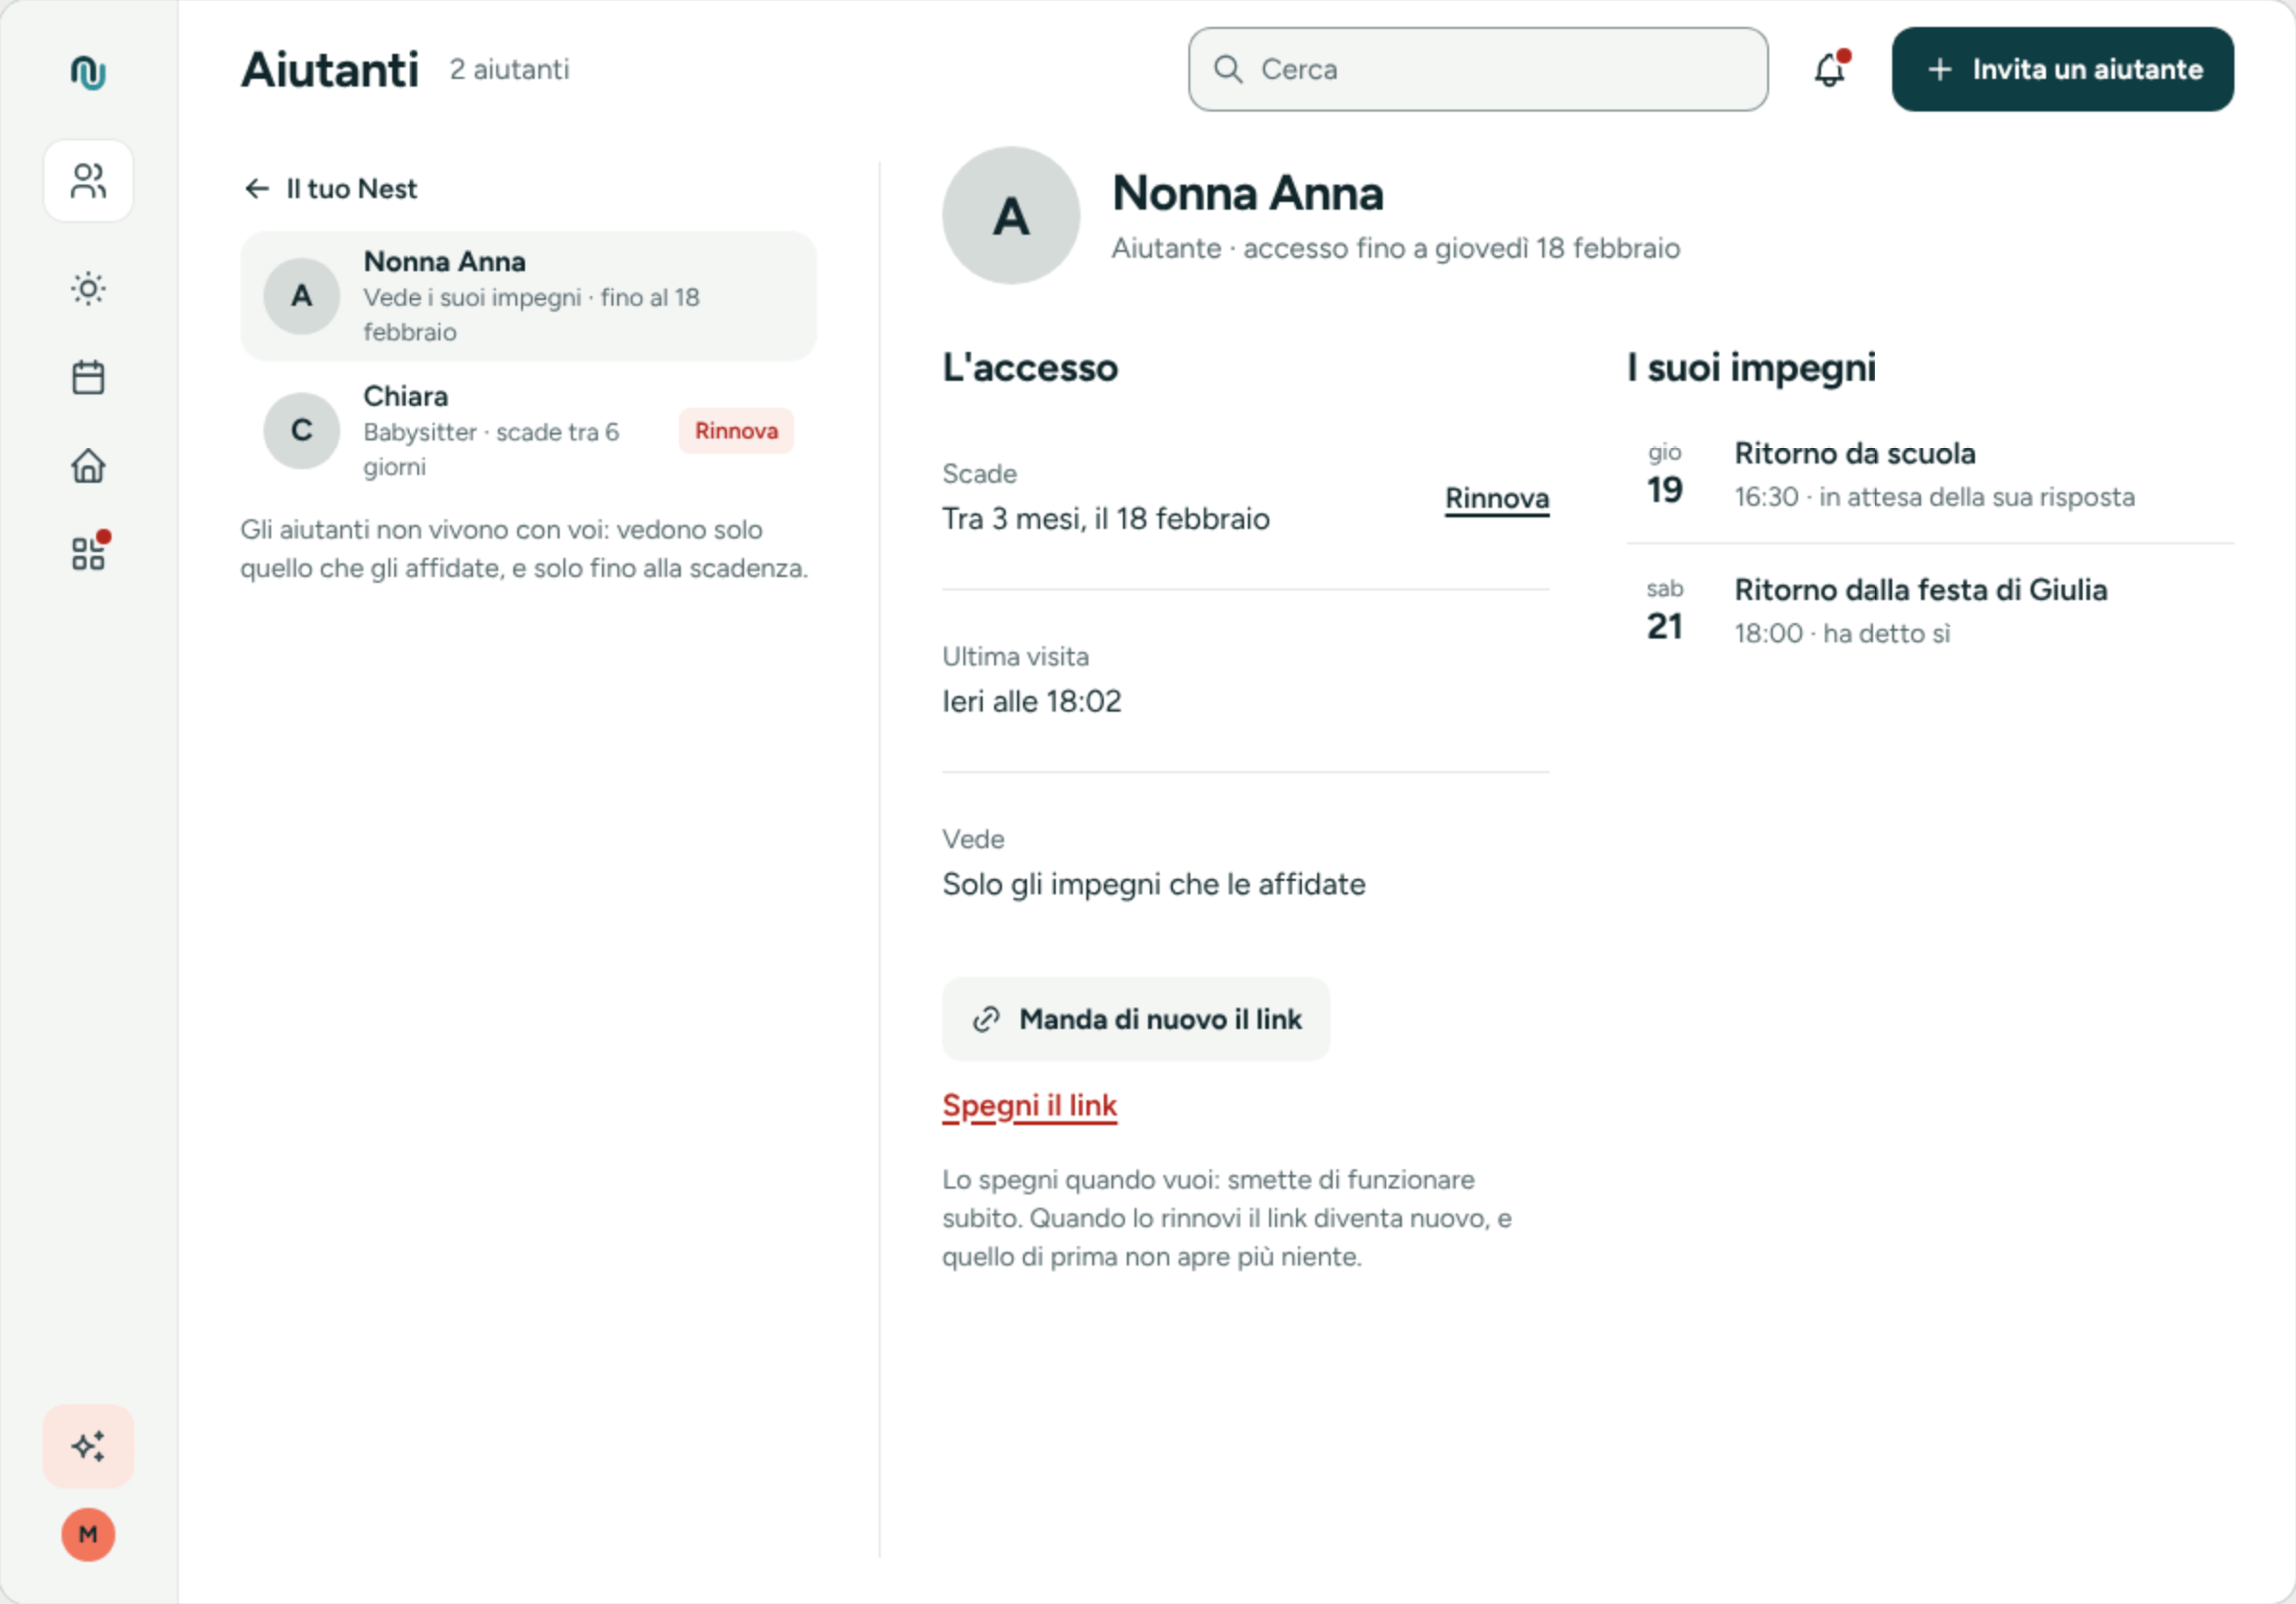 Aiutanti
2 aiutanti
Cerca
Invita un aiutante
Il tuo Nest
A
Nonna Anna
Vede i suoi impegni · fino al 18
febbraio
C
Chiara
Babysitter · scade tra 6
giorni
Rinnova
Gli aiutanti non vivono con voi: vedono solo
quello che gli affidate, e solo fino alla scadenza.
A
Nonna Anna
Aiutante · accesso fino a giovedì 18 febbraio
L'accesso
Scade
Tra 3 mesi, il 18 febbraio
Rinnova
Ultima visita
Ieri alle 18:02
Vede
Solo gli impegni che le affidate
Manda di nuovo il link
Spegni il link
Lo spegni quando vuoi: smette di funzionare
subito. Quando lo rinnovi il link diventa nuovo, e
quello di prima non apre più niente.
I suoi impegni
gio
19
Ritorno da scuola
16:30 · in attesa della sua risposta
sab
21
Ritorno dalla festa di Giulia
18:00 · ha detto sì
M